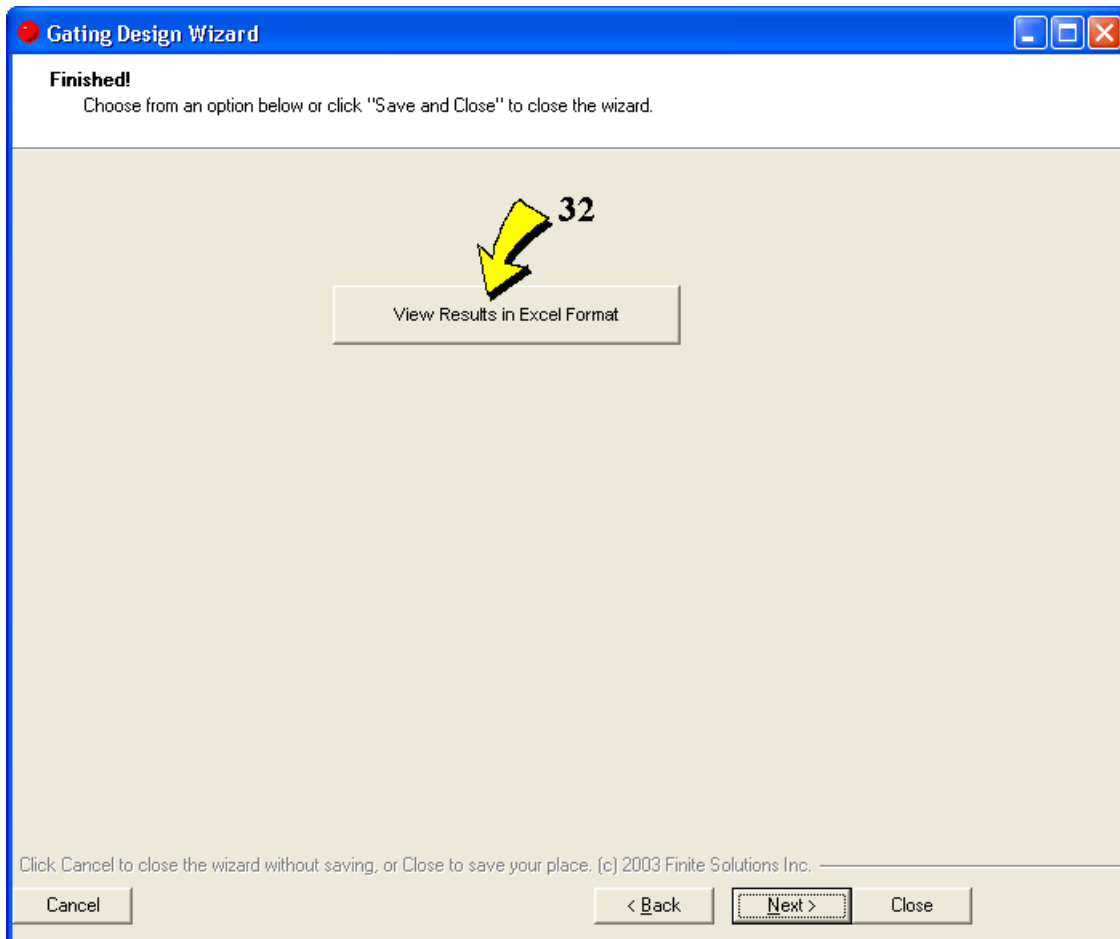 Gating Design Wizard
Finished!
Choose from an option below or click "Save and Close" to close the wizard.
32
View Results in Excel Format
Click Cancel to close the wizard without saving, or Close to save your place. (c) 2003 Finite Solutions Inc.
Cancel
< Back
Next >
Close